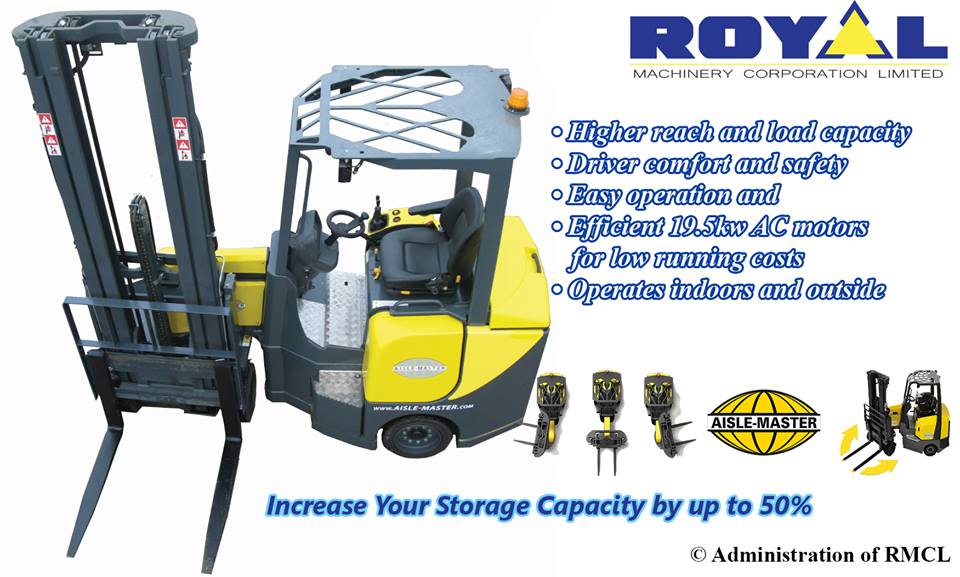 ROYAL
MACHINERY CORPORATION LIMITED
• Higher reach and load capacity
• Driver comfort and safety
• Easy operation and
• Efficient 19.5kw AC motors
for low running costs
• Operates indoors and outside
AISLE-MASTER
www.AISLE-MASTER.com
AISLE-MASTER
Increase Your Storage Capacity by up to 50%
© Administration of RMCL